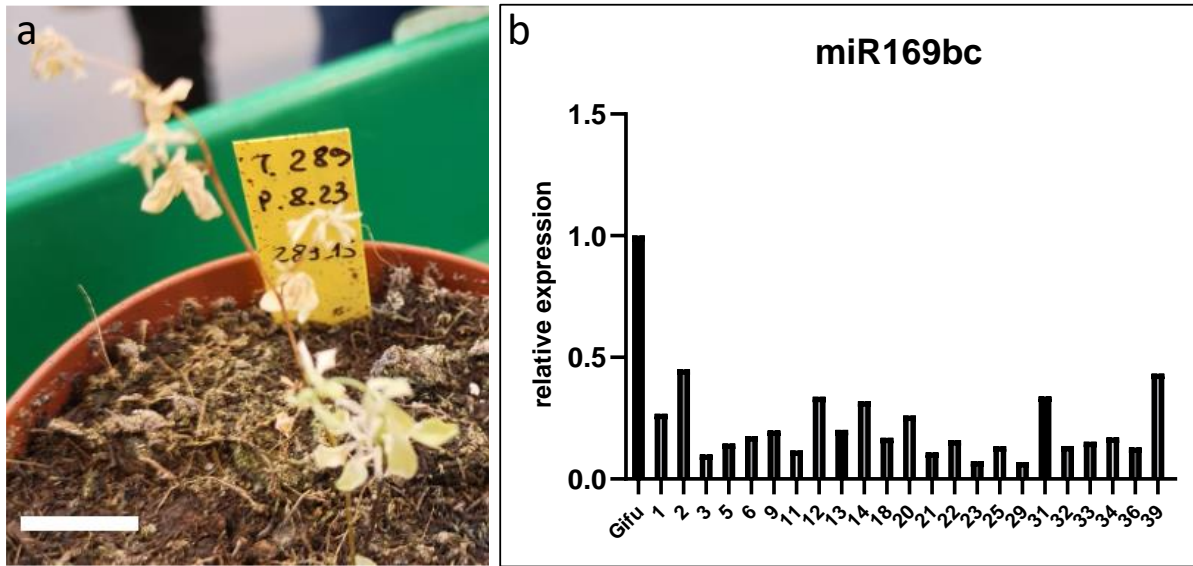 a
T. 289
P. 8.23
289.15
b
miR169bc
relative expression
1.5
1.0
0.5
0.0
Gifu 1 2 3 5 6 9 11 12 13 14 18 20 21 22 23 25 29 31 32 33 34 36 39